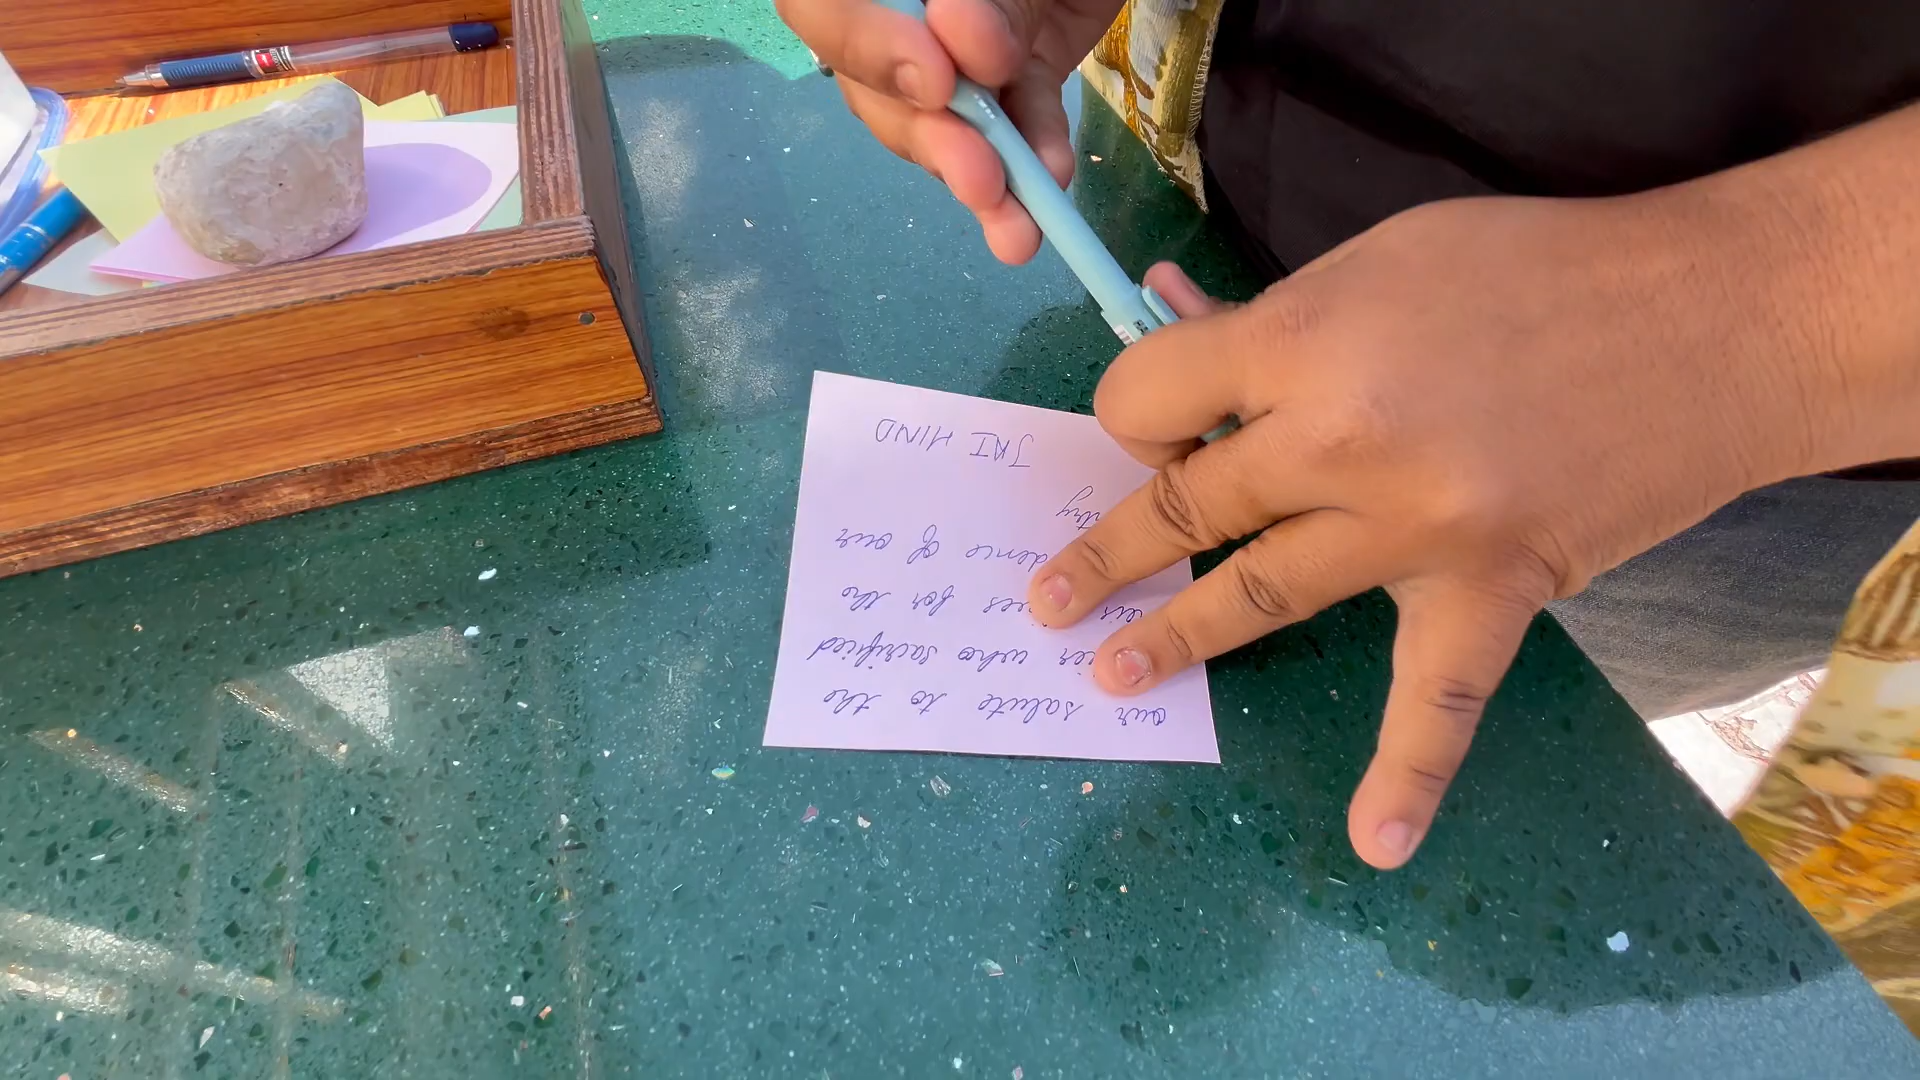 our salute to the
who sacrificed
for the
of our
JAI HIND